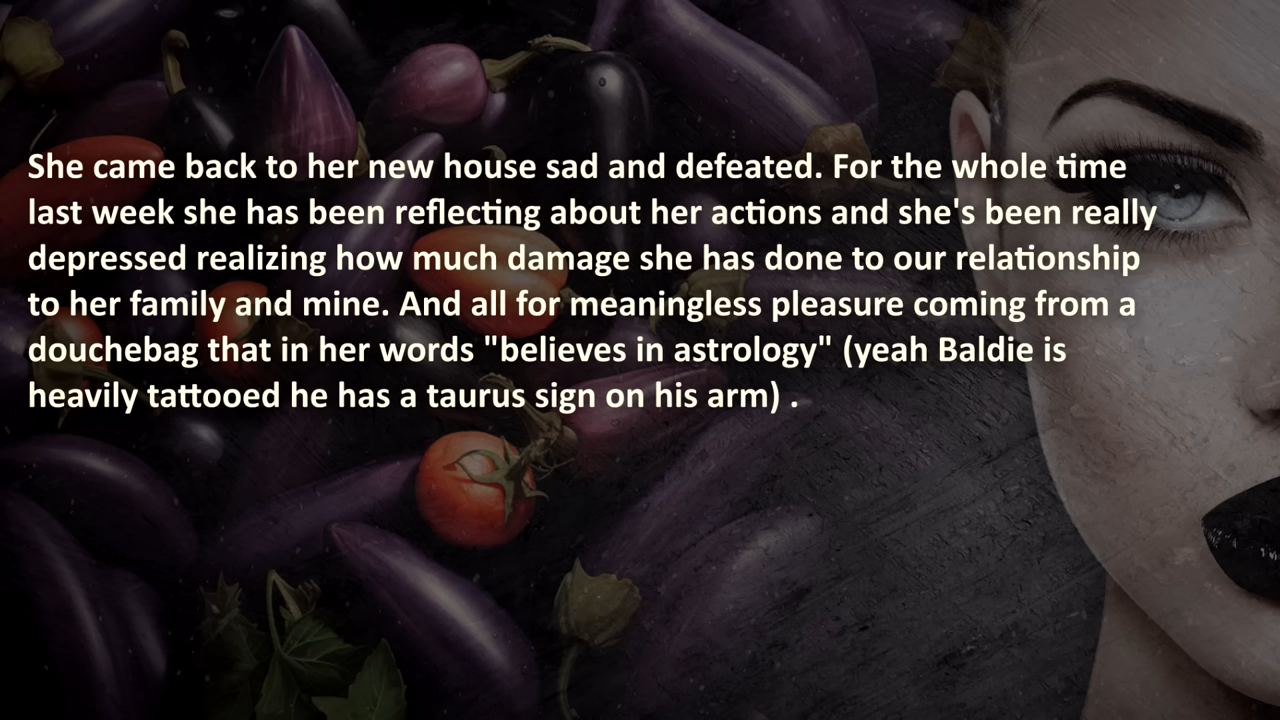 She came back to her new house sad and defeated. For the whole time
last week she has been reflecting about her actions and she's been really
depressed realizing how much damage she has done to our relationship
to her family and mine. And all for meaningless pleasure coming from a
douchebag that in her words "believes in astrology" (yeah Baldie is
heavily tattooed he has a taurus sign on his arm) .